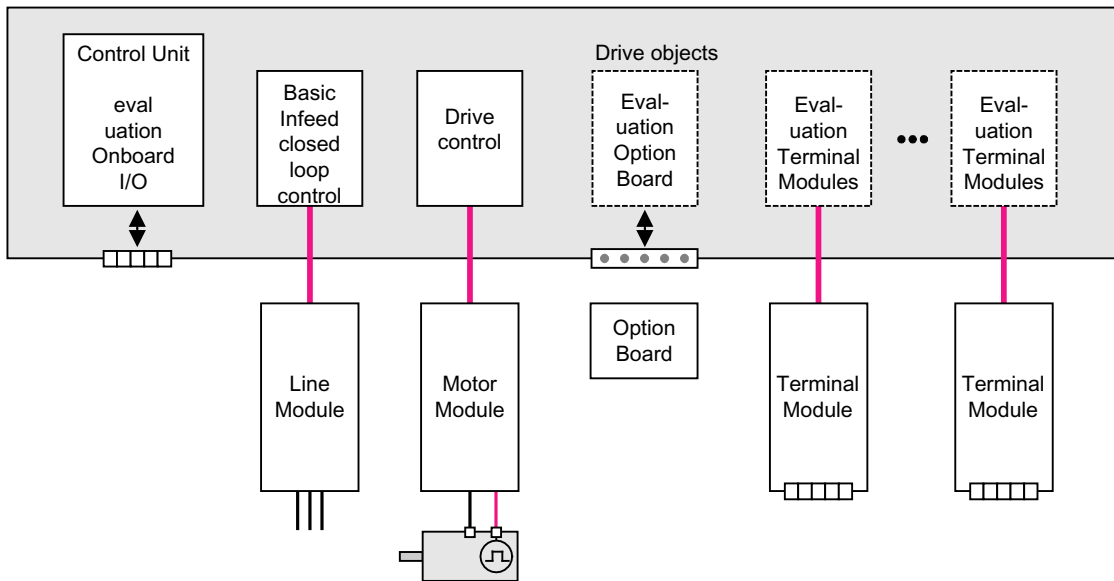 Drive objects
Control Unit
eval
uation
Onboard
I/O
Basic
Infeed
closed
loop
control
Drive
control
Eval-
uation
Option
Board
Eval-
uation
Terminal
Modules
Eval-
uation
Terminal
Modules
Line
Module
Motor
Module
Option
Board
Terminal
Module
Terminal
Module